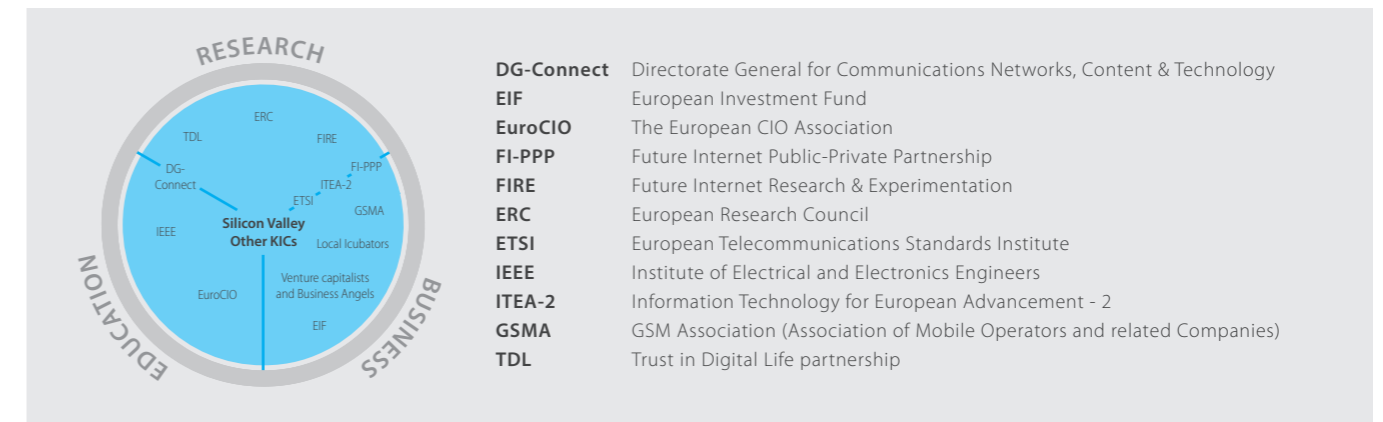 RESEARCH
ERC
TDL
FIRE
DG-
Connect
FI-PPP
ITEA-2
ETSI
GSMA
IEEE
Silicon Valley
Other KICs
Local Icubators
Venture capitalists
and Business Angels
EuroCIO
EIF
EDUCATION
BUSINESS
DG-Connect Directorate General for Communications Networks, Content & Technology
EIF European Investment Fund
EuroCIO The European CIO Association
FI-PPP Future Internet Public-Private Partnership
FIRE Future Internet Research & Experimentation
ERC European Research Council
ETSI European Telecommunications Standards Institute
IEEE Institute of Electrical and Electronics Engineers
ITEA-2 Information Technology for European Advancement - 2
GSMA GSM Association (Association of Mobile Operators and related Companies)
TDL Trust in Digital Life partnership